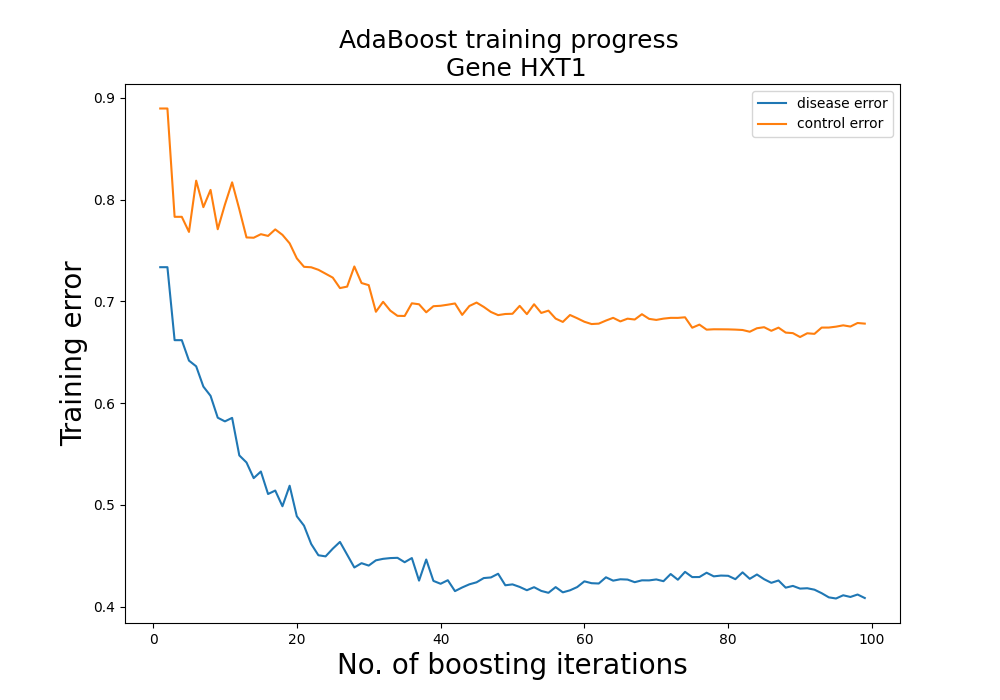 AdaBoost training progress
Gene HXT1
disease error
control error
Training error
0.9
0.8
0.7
0.6
0.5
0.4
0
20
40
60
80
100
No. of boosting iterations